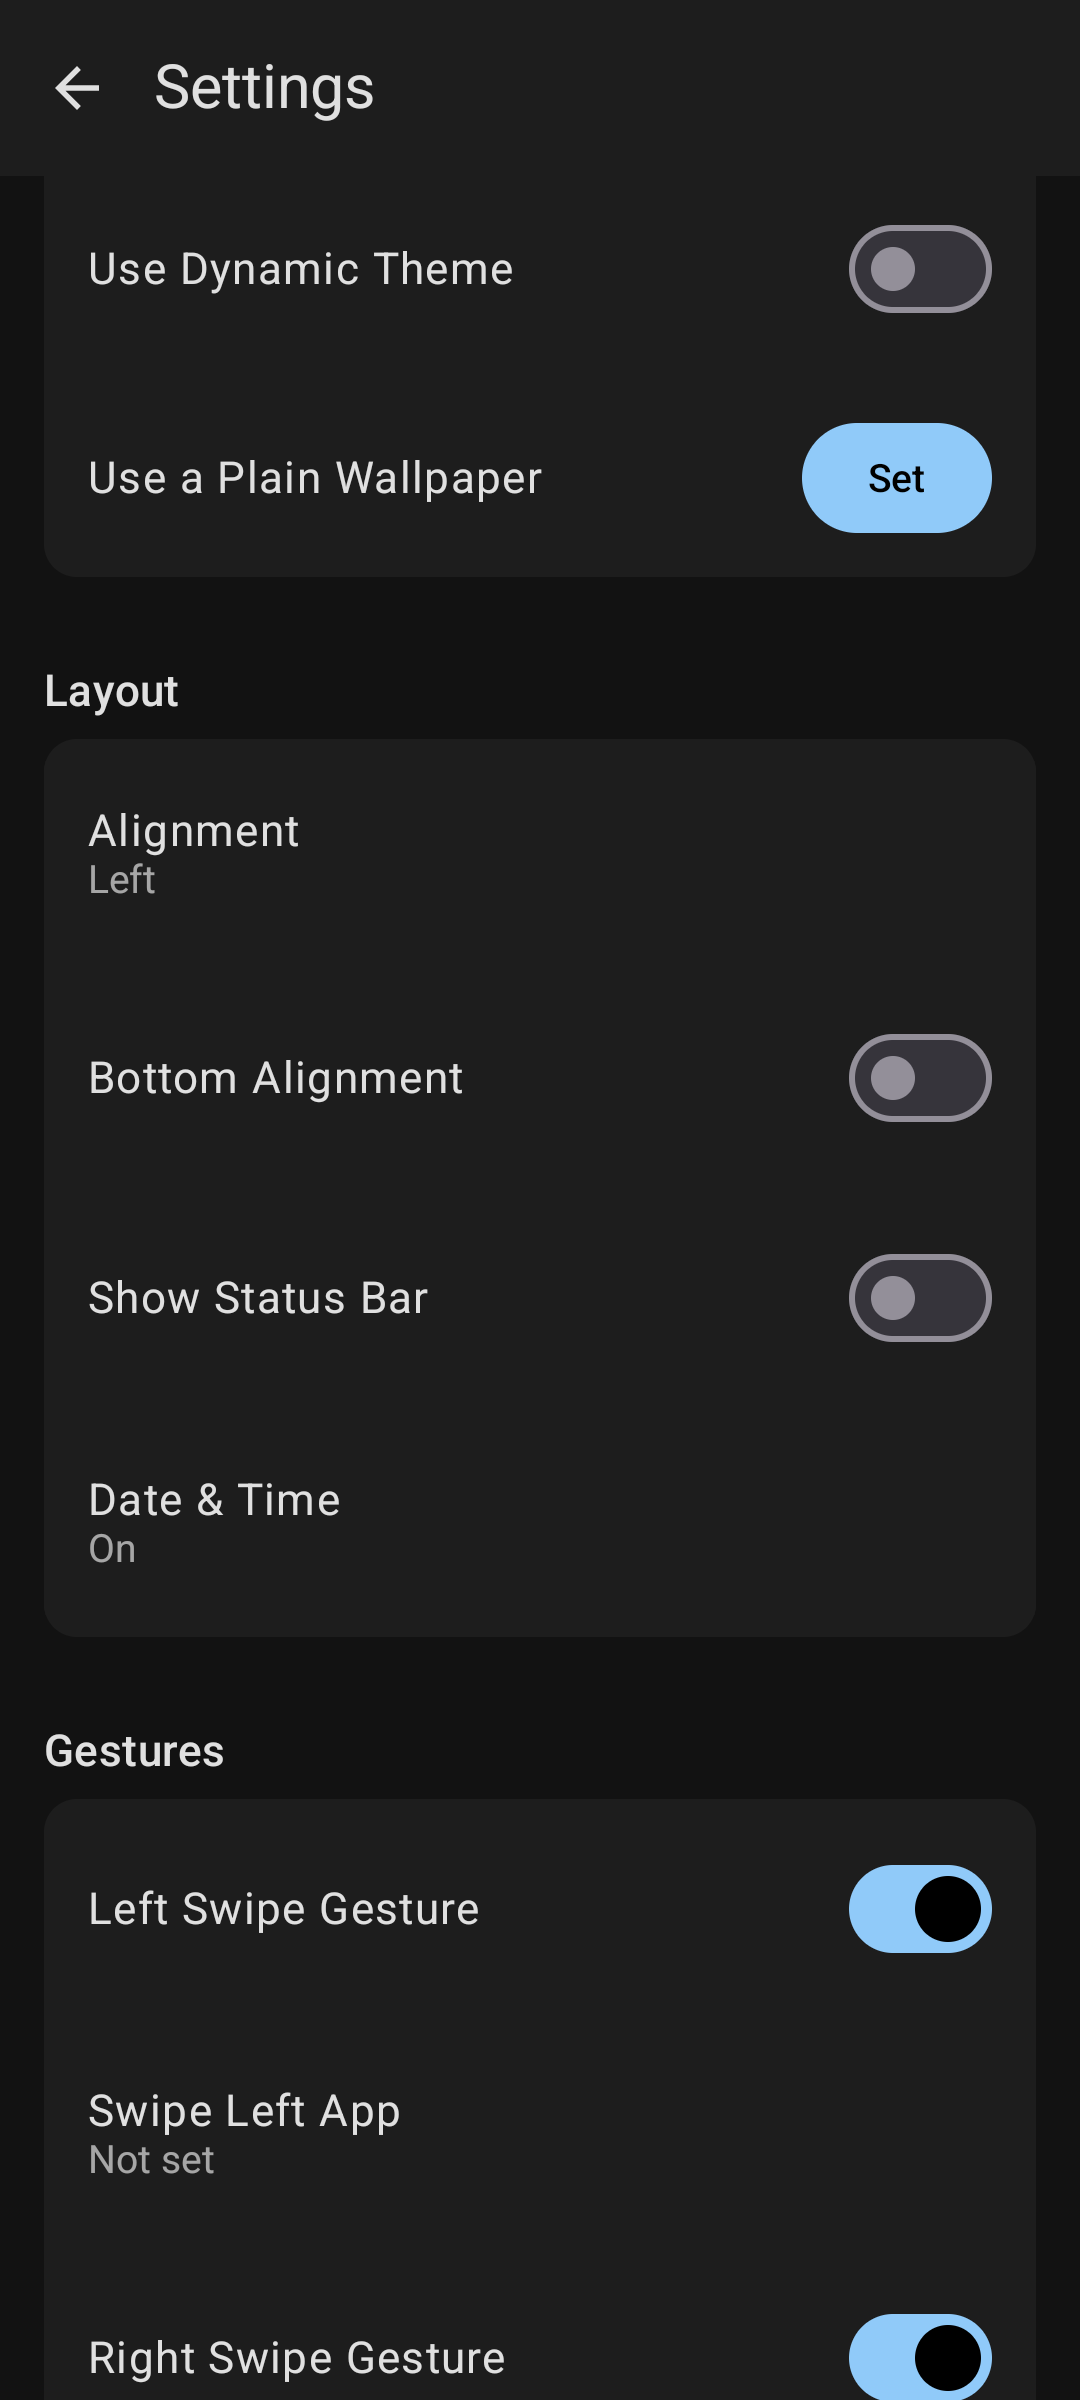 Settings
Use Dynamic Theme
Use a Plain Wallpaper
Set
Layout
Alignment
Left
Bottom Alignment
Show Status Bar
Date & Time
On
Gestures
Left Swipe Gesture
Swipe Left App
Not set
Right Swipe Gesture